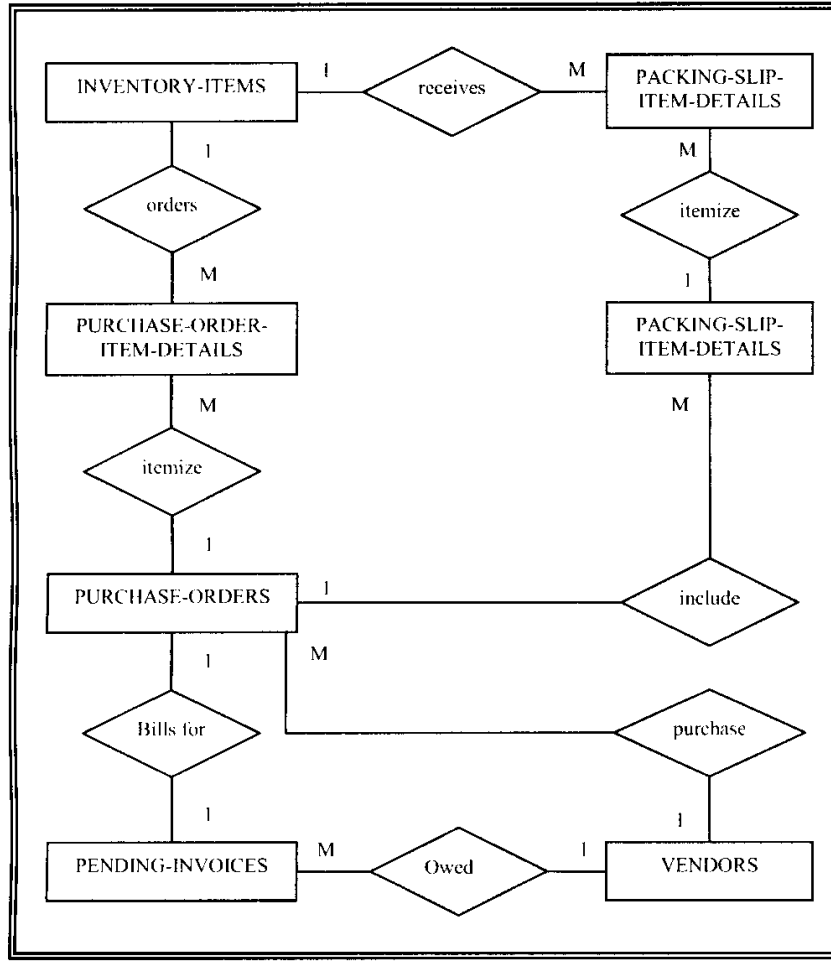 INVENTORY-ITEMS
1
receives
M
PACKING-SLIP-
ITEM-DETAILS
1
M
orders
itemize
M
1
PURCHASE-ORDER-
ITEM-DETAILS
PACKING-SLIP-
ITEM-DETAILS
M
M
itemize
1
PURCHASE-ORDERS
1
include
1
M
Bills for
purchase
1
1
PENDING-INVOICES
M
Owed
1
VENDORS